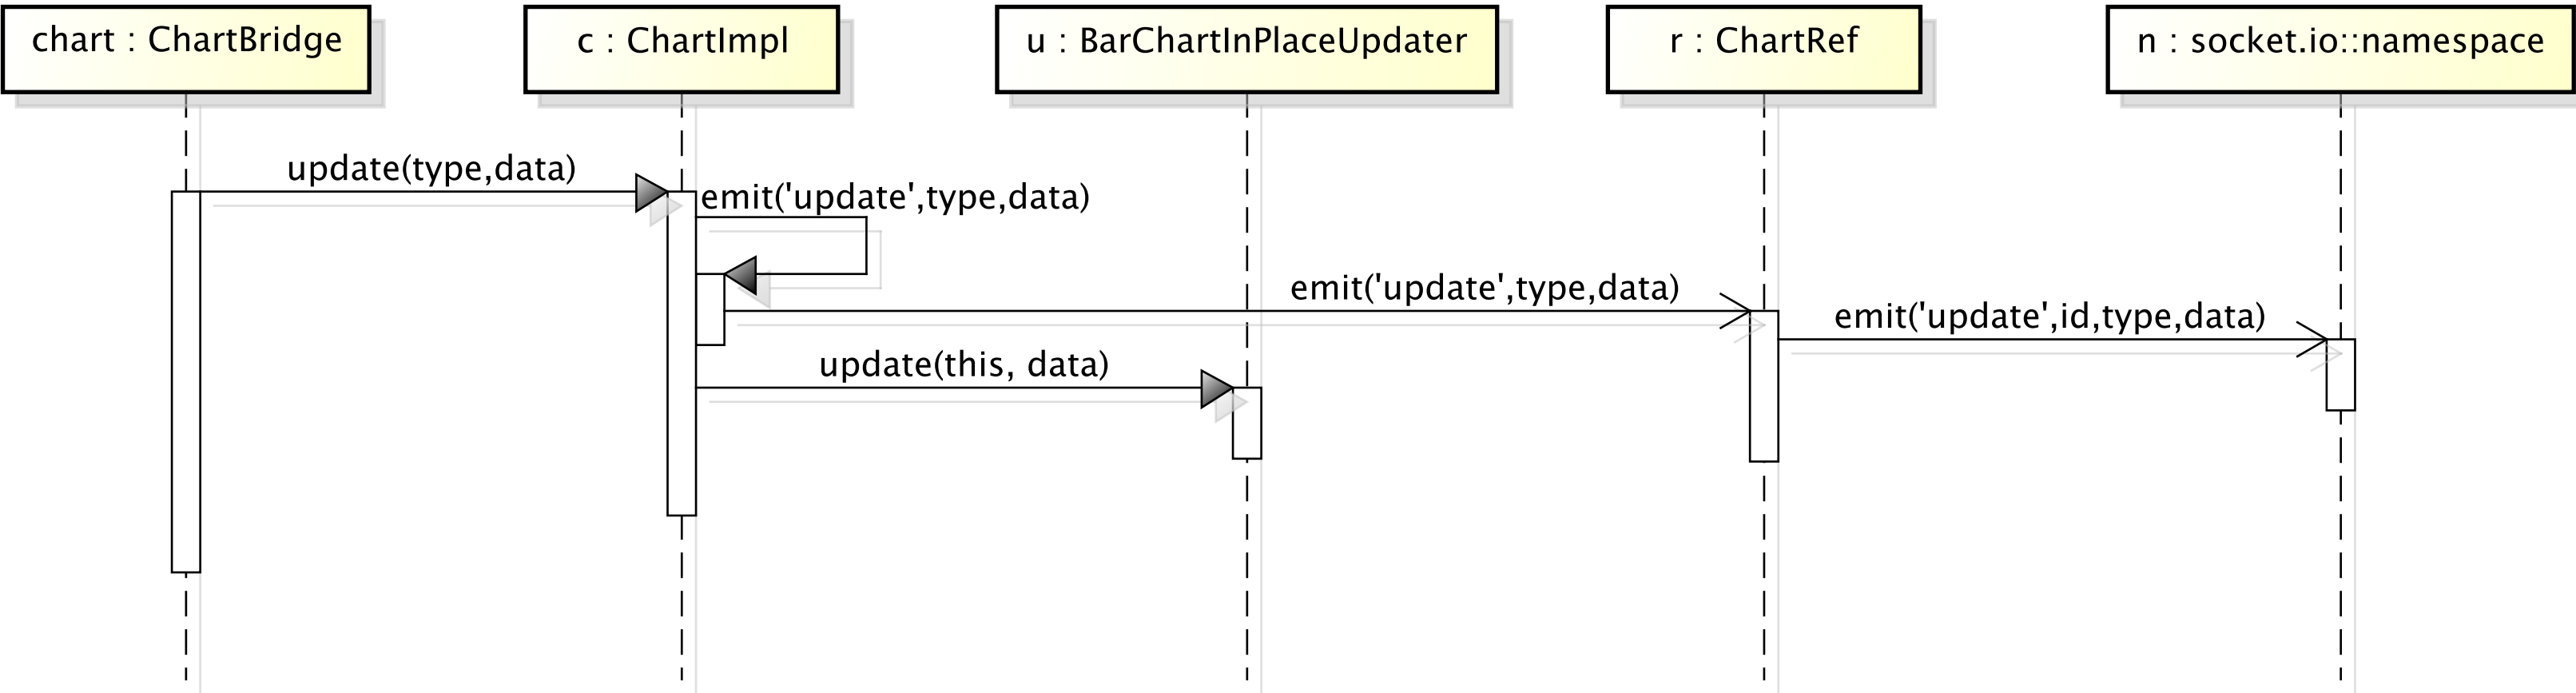 chart : ChartBridge
c : ChartImpl
u : BarChartInPlaceUpdater
r : ChartRef
n : socket.io::namespace
update(type,data)
emit('update',type,data)
emit('update',type,data)
emit('update',id,type,data)
update(this, data)